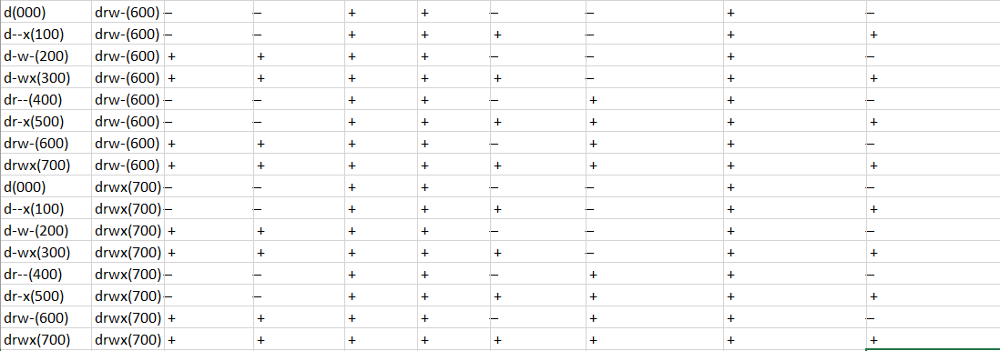 d(000) drw-(600) – – + + – – + –
d--x(100) drw-(600) – – + + + – + +
d-w-(200) drw-(600) + + + + – – + –
d-wx(300) drw-(600) + + + + + – + +
dr--(400) drw-(600) – – + + – + + –
dr-x(500) drw-(600) – – + + + + + +
drw-(600) drw-(600) + + + + – + + –
drwx(700) drw-(600) + + + + + + + +
d(000) drwx(700) – – + + – – + –
d--x(100) drwx(700) – – + + + – + +
d-w-(200) drwx(700) + + + + – – + –
d-wx(300) drwx(700) + + + + + – + +
dr--(400) drwx(700) – – + + – + + –
dr-x(500) drwx(700) – – + + + + + +
drw-(600) drwx(700) + + + + – + + –
drwx(700) drwx(700) + + + + + + + +